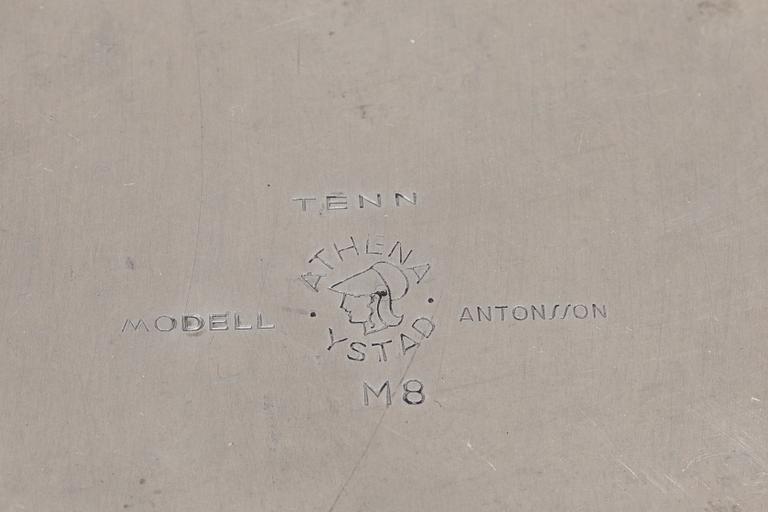 TENN
ATHENA
MODELL
ANTONSSON
YSTAD
M8